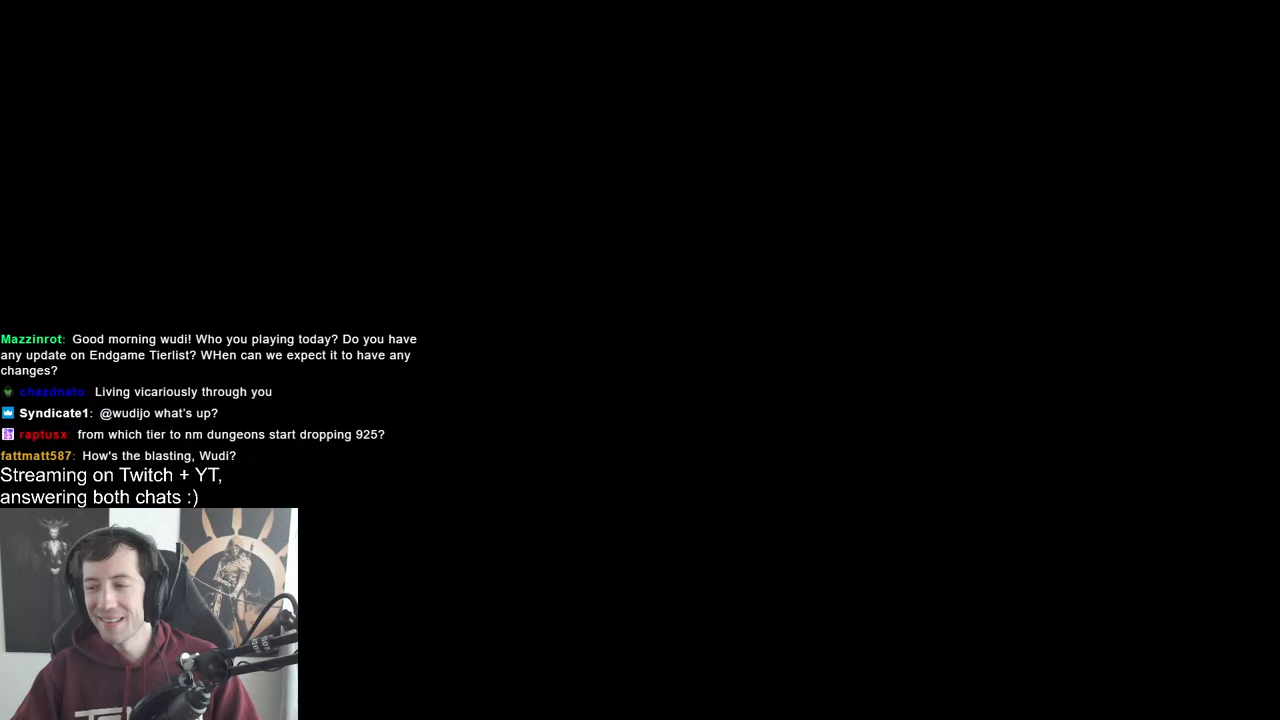 Mazzinrot: Good morning wudi! Who you playing today? Do you have
any update on Endgame Tierlist? WHen can we expect it to have any
changes?
chazdnato: Living vicariously through you
Syndicate1: @wudijo what's up?
raptusx: from which tier to nm dungeons start dropping 925?
fattmatt587: How's the blasting, Wudi?
Streaming on Twitch + YT,
answering both chats :)